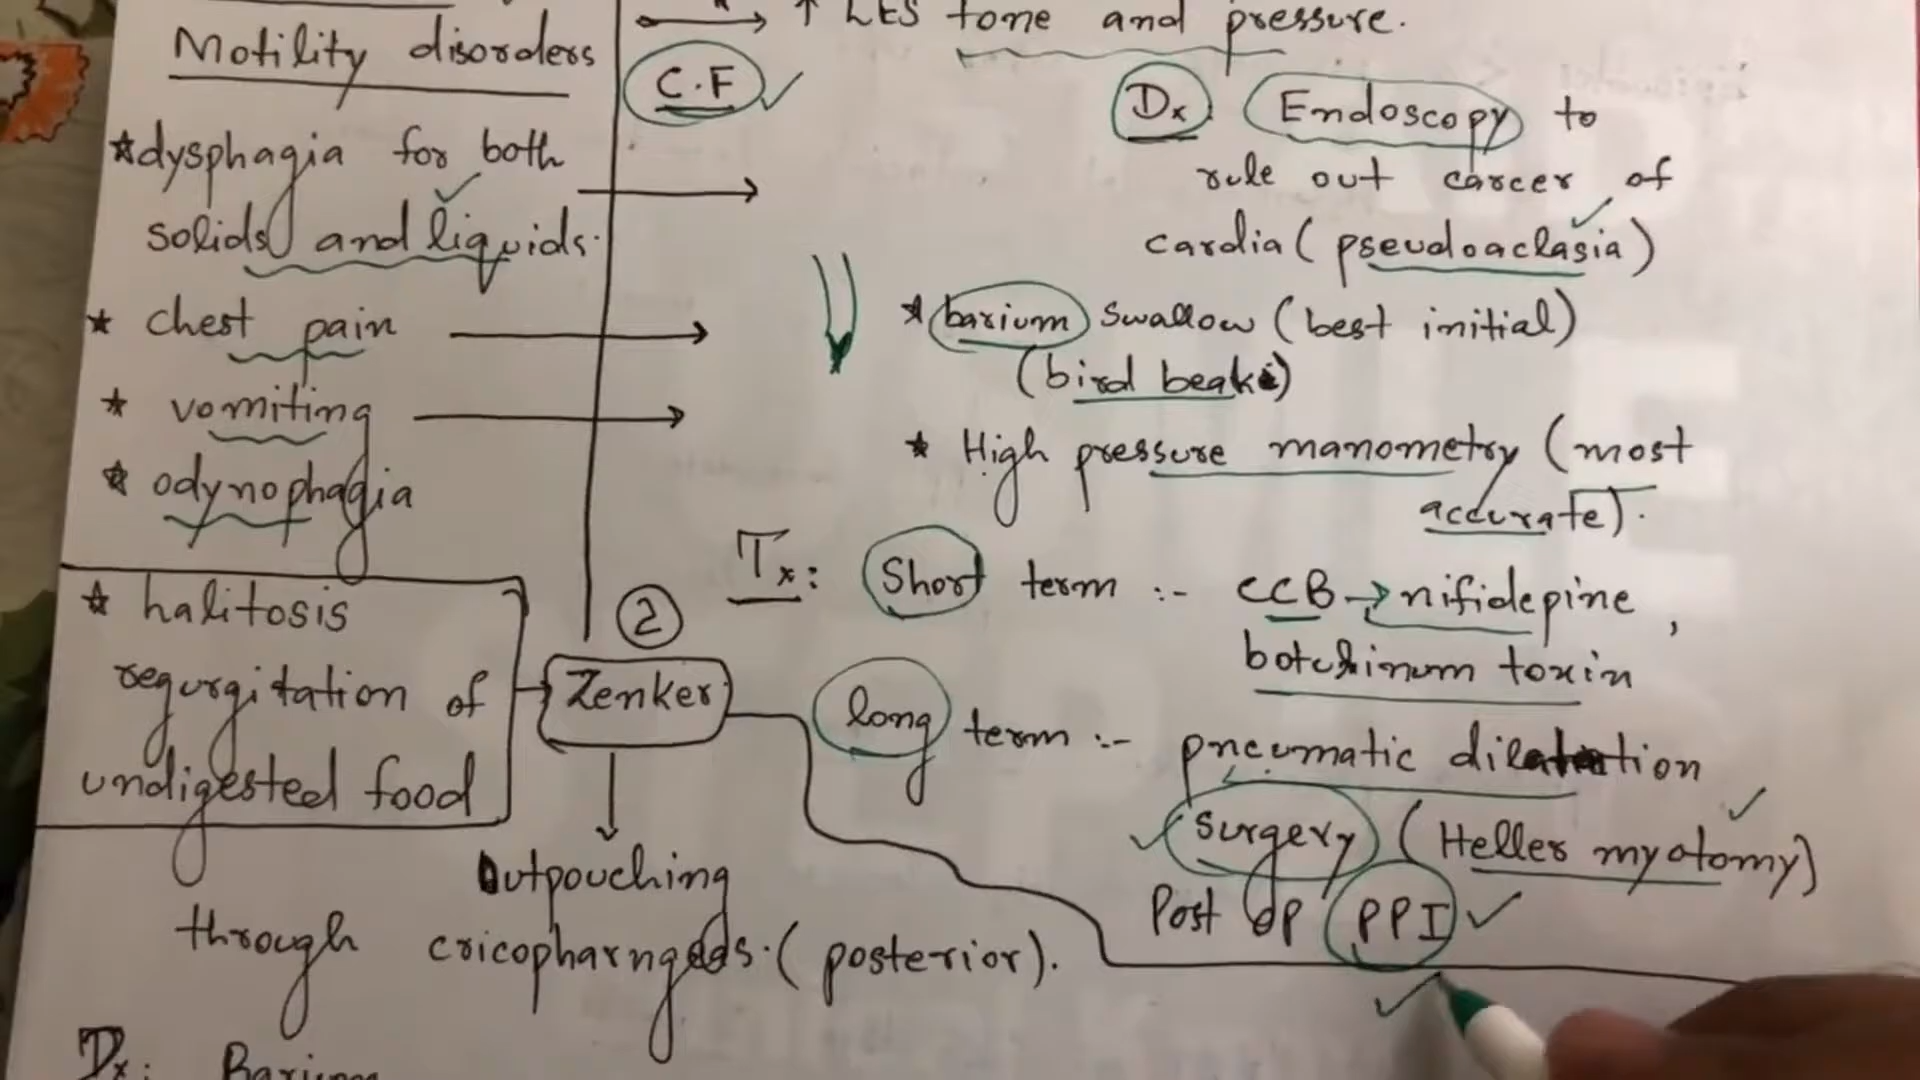 Motility disorders
*dysphagia for both
solids and liquids.
* chest pain
* vomiting
* odynophagia
* halitosis
regurgitation of
undigested food
↑ LES tone and pressure.
C.F
Dx Endoscopy to
rule out carcer of
cardia (pseudoaclasia)
* barium swallow (best initial)
(bird beak)
* High pressure manometry (most
accurate).
Tx: Short term :- CCB → nifidepine,
botulinum toxin
long term :- pneumatic dilatation
surgery (Heller myotomy)
Post op PPI
2
Zenker
Outpouching
through cricopharngeds. (posterior).
Dx: Barium